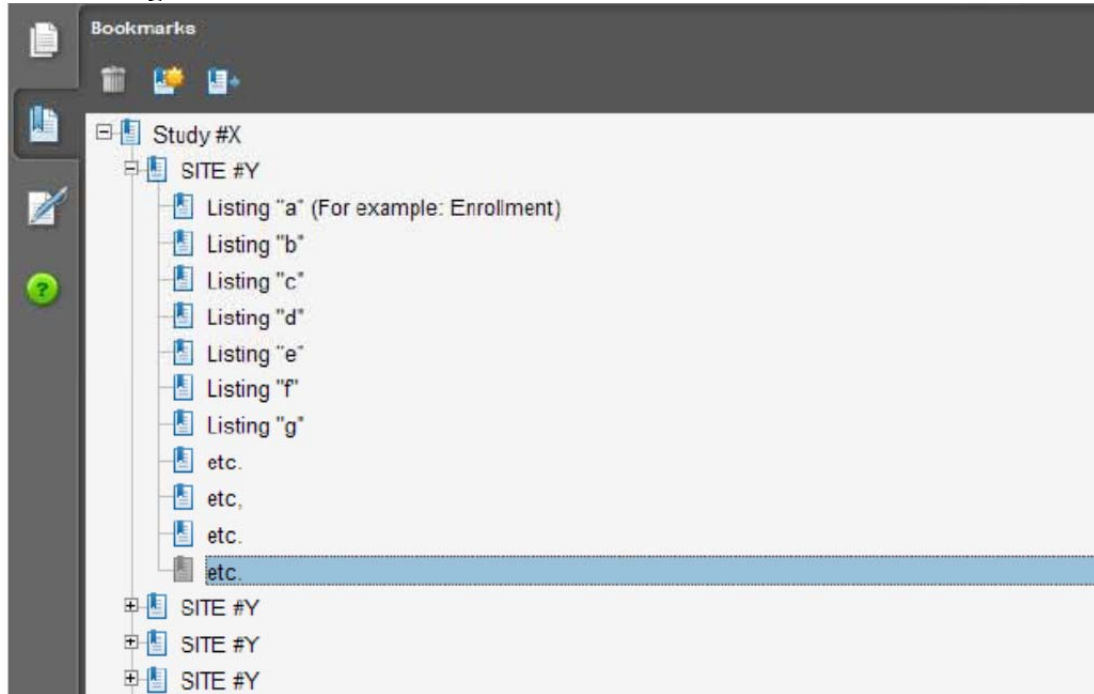 Bookmarks
Study #X
SITE #Y
Listing "a" (For example: Enrollment)
Listing "b"
Listing "c"
Listing "d"
Listing "e"
Listing "f"
Listing "g"
etc.
etc,
etc.
etc.
SITE #Y
SITE #Y
SITE #Y